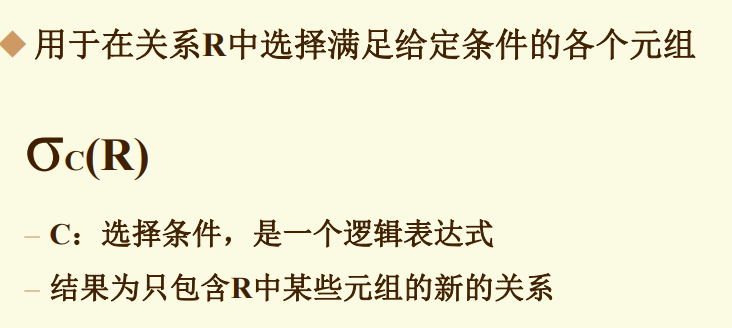 用于在关系R中选择满足给定条件的各个元组
σC(R)
– C：选择条件，是一个逻辑表达式
– 结果为只包含R中某些元组的新的关系